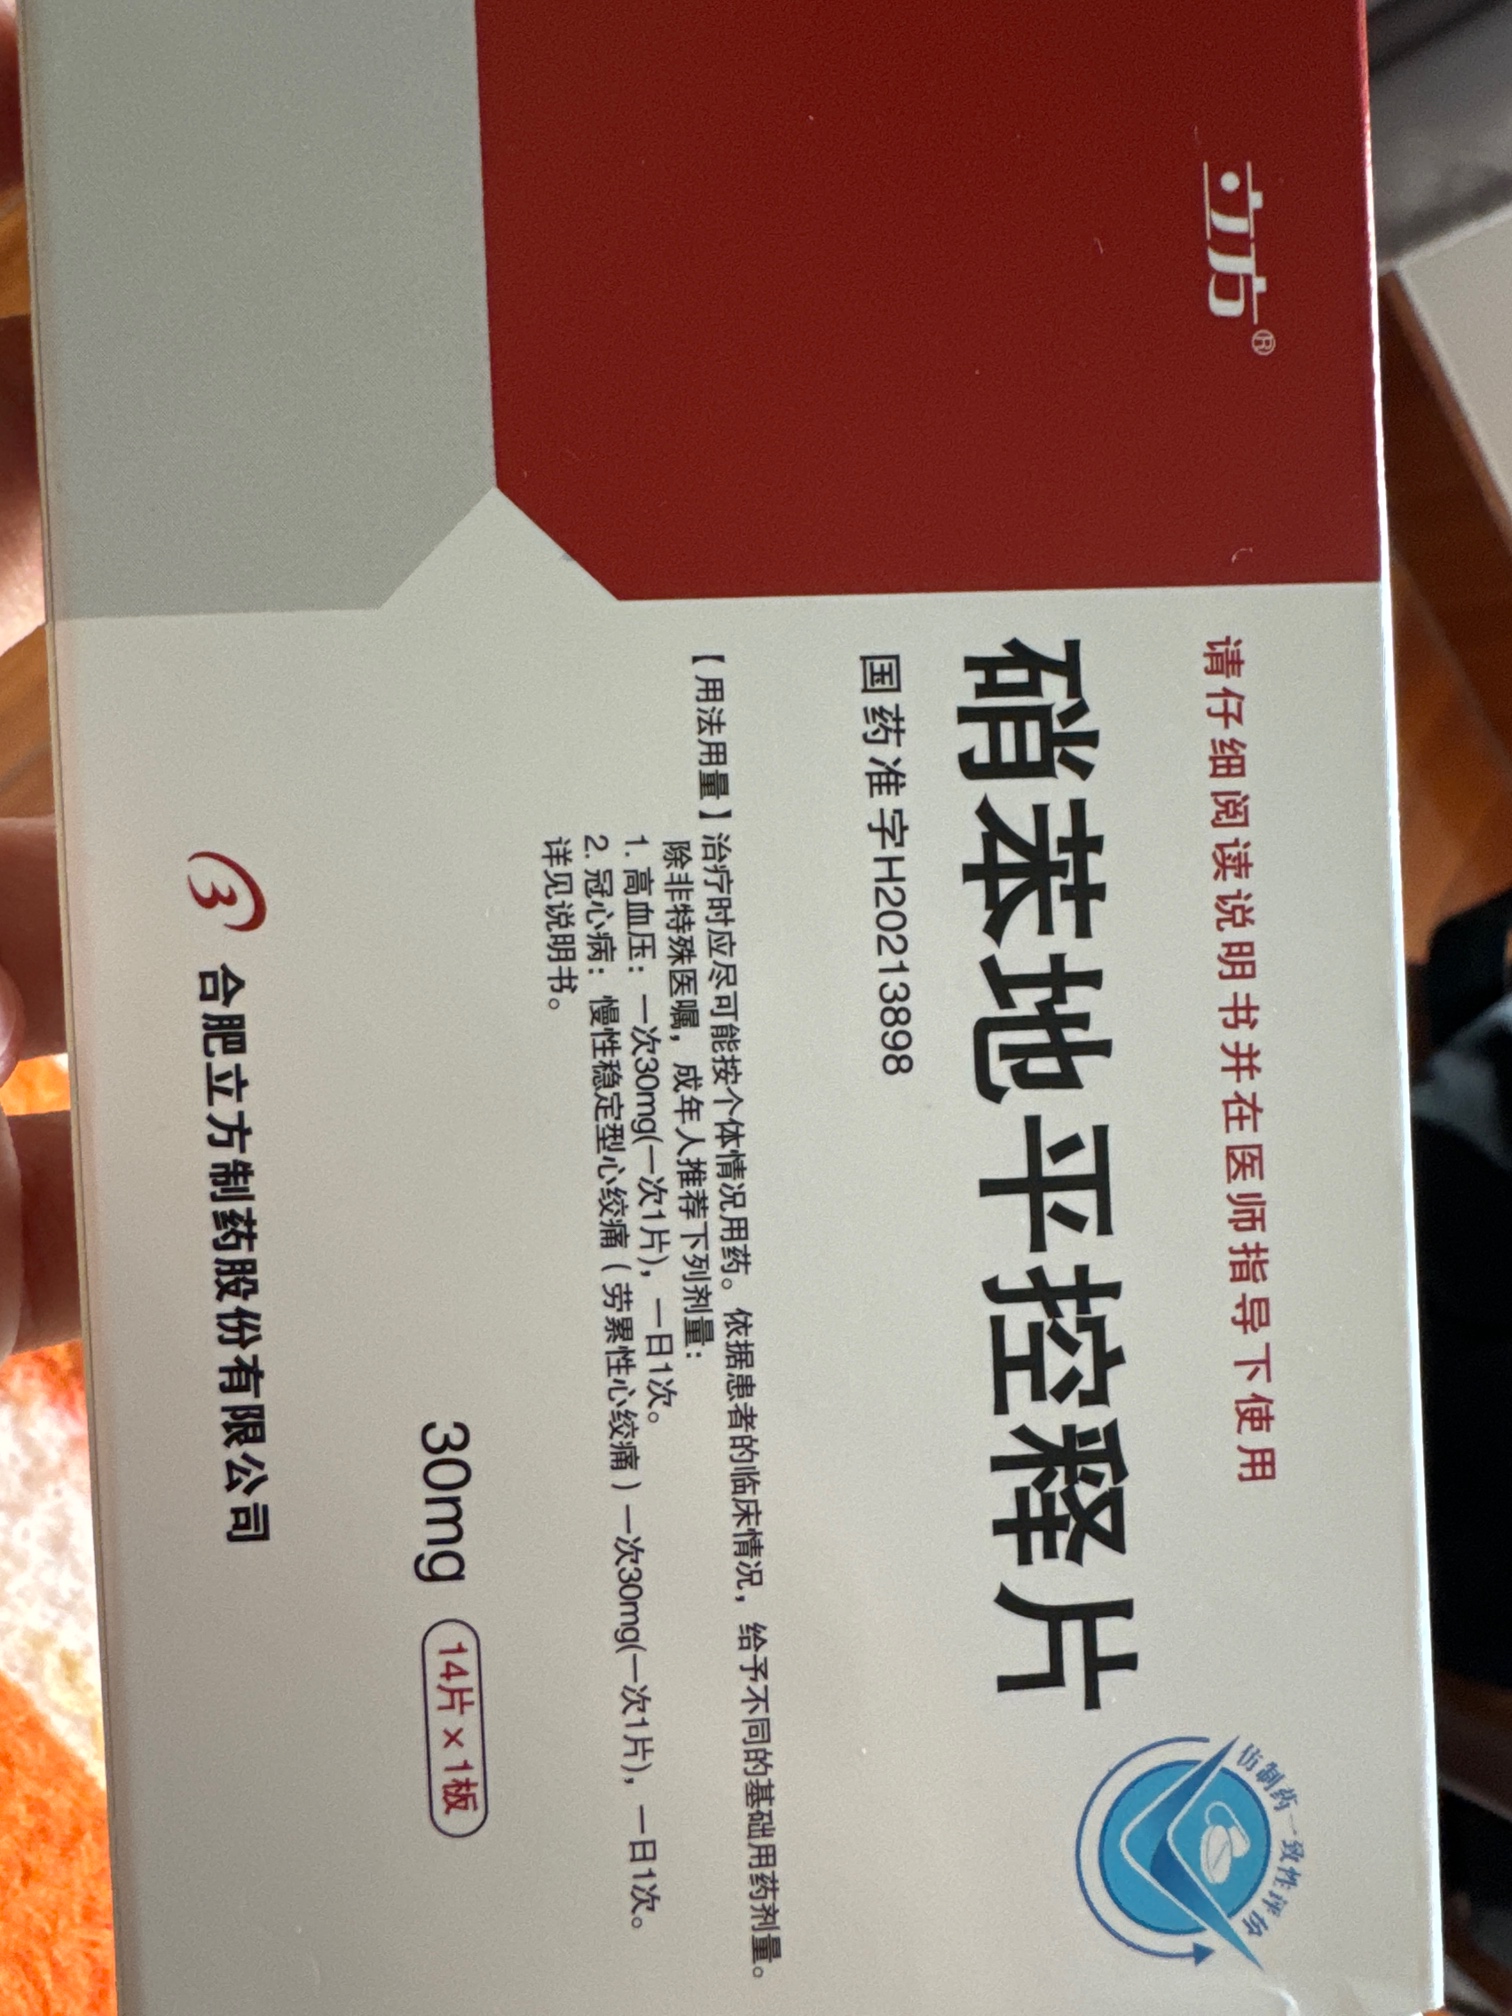 立方®
请仔细阅读说明书并在医师指导下使用
硝苯地平控释片
仿制药一致性评价
国药准字H20213898
【用法用量】治疗时应尽可能按个体情况用药。依据患者的临床情况，给予不同的基础用药剂量。
除非特殊医嘱，成年人推荐下列剂量：
1. 高血压：一次30mg(一次1片)，一日1次。
2. 冠心病：慢性稳定型心绞痛（劳累性心绞痛）一次30mg(一次1片)，一日1次。
详见说明书。
30mg 14片×1板
合肥立方制药股份有限公司